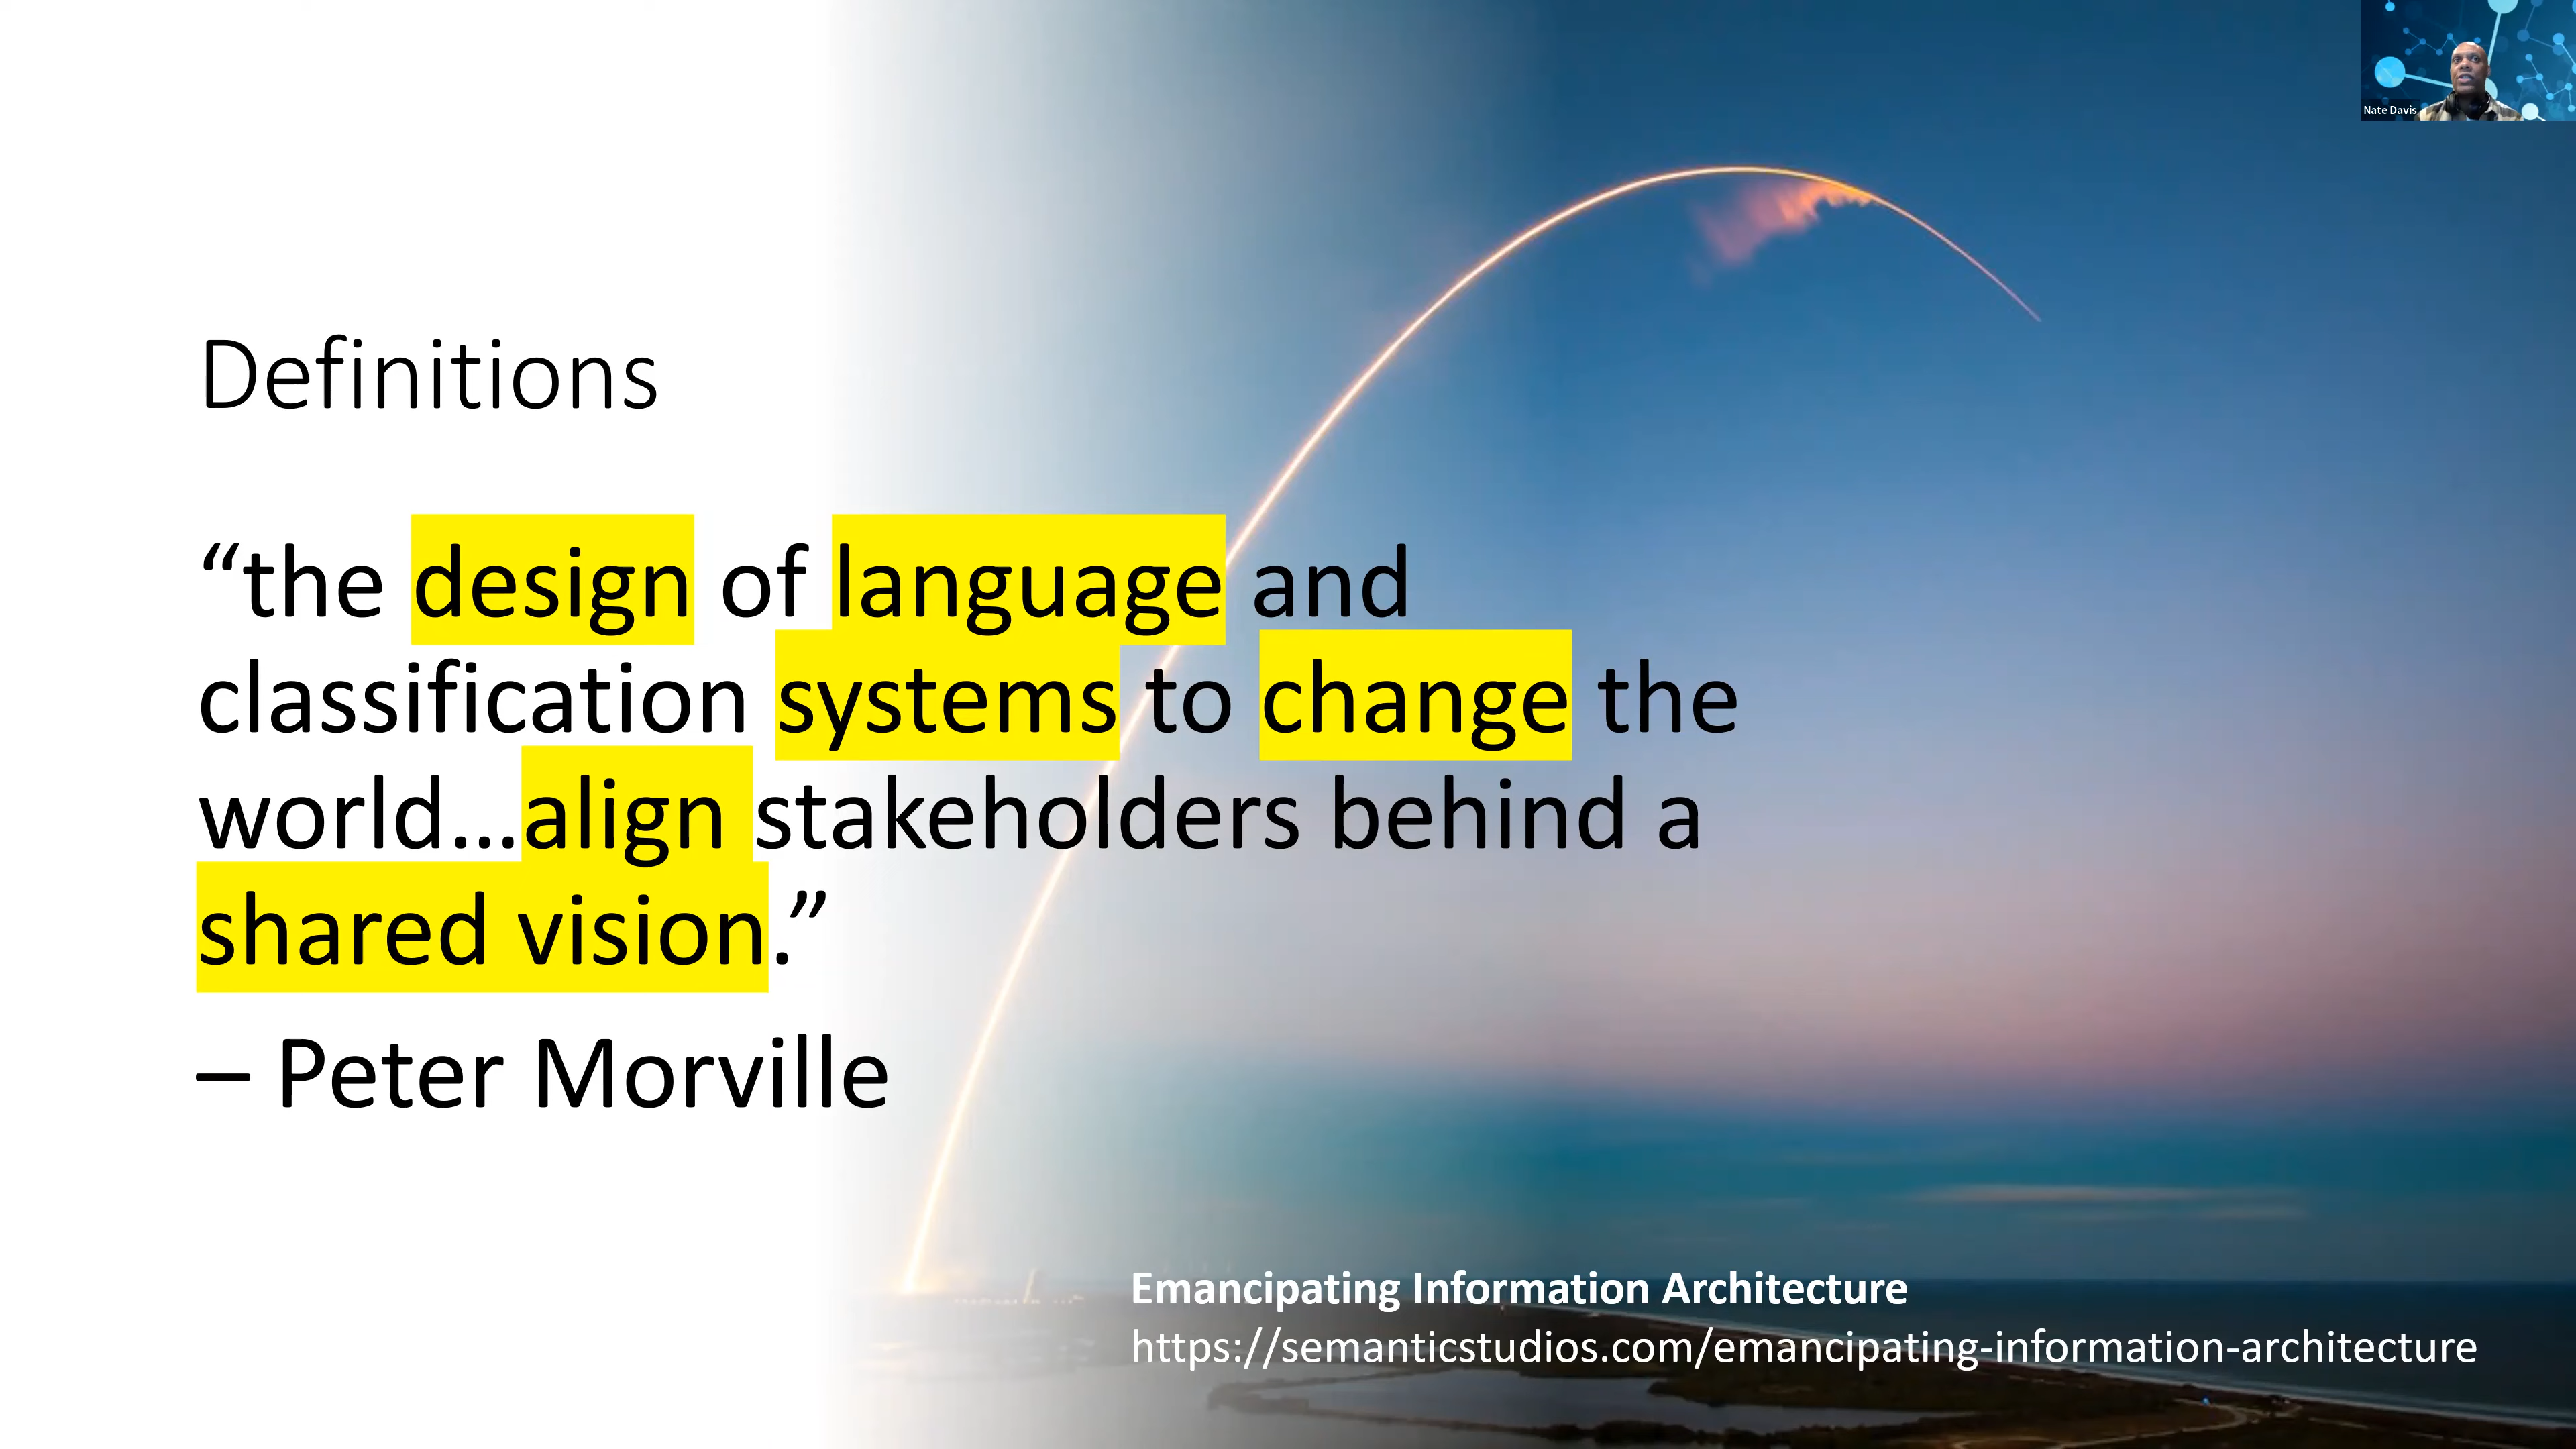 Nate Davis
Definitions
“the design of language and
classification systems to change the
world...align stakeholders behind a
shared vision.”
– Peter Morville
Emancipating Information Architecture
https://semanticstudios.com/emancipating-information-architecture